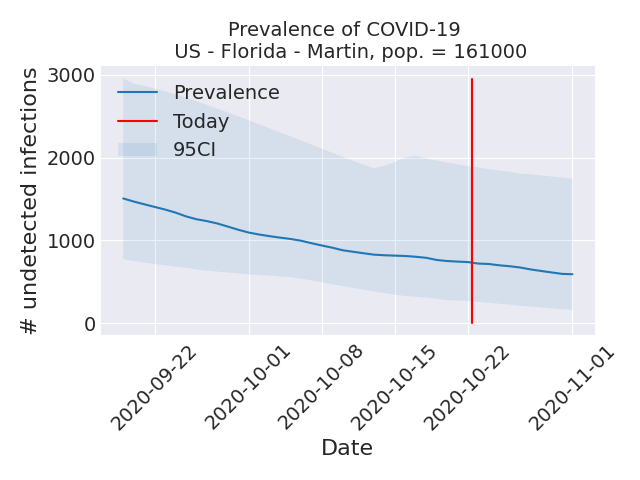 Prevalence of COVID-19
US - Florida - Martin, pop. = 161000
# undetected infections
3000
2000
1000
0
Prevalence
Today
95CI
2020-09-22
2020-10-01
2020-10-08
2020-10-15
2020-10-22
2020-11-01
Date